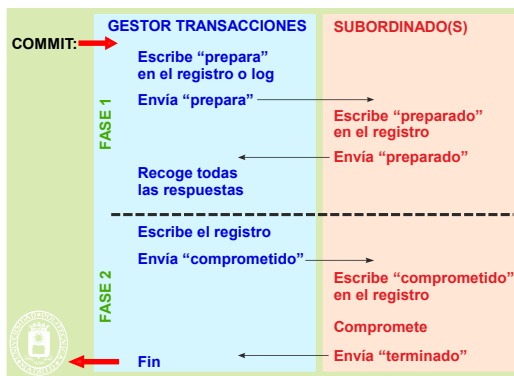 GESTOR TRANSACCIONES
SUBORDINADO(S)
COMMIT:
Escribe “prepara”
en el registro o log
Envía “prepara”
Escribe “preparado”
en el registro
Envía “preparado”
Recoge todas
las respuestas
FASE 1
Escribe el registro
Envía “comprometido”
Escribe “comprometido”
en el registro
Compromete
Envía “terminado”
Fin
FASE 2